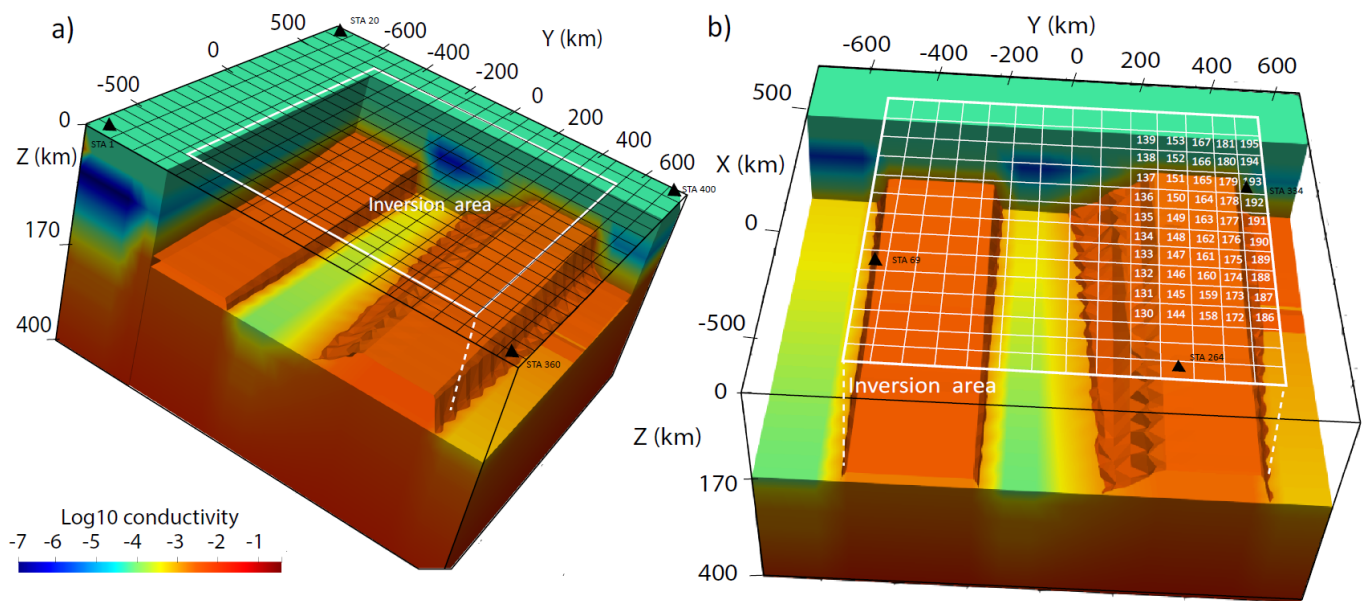 a)
500
STA 20
-600
Y (km)
0
-400
-500
-200
0
0
200
STA 1
400
Z (km)
600
STA 400
Inversion area
170
400
STA 360
Log10 conductivity
-7 -6 -5 -4 -3 -2 -1
b)
Y (km)
-600 -400 -200 0 200 400 600
500
X (km)
0
-500
139 153 167 181 195
138 152 166 180 194
137 151 165 179 193
STA 334
136 150 164 178 192
135 149 163 177 191
134 148 162 176 190
133 147 161 175 189
STA 69
132 146 160 174 188
131 145 159 173 187
130 144 158 172 186
STA 264
Inversion area
0
Z (km)
170
400